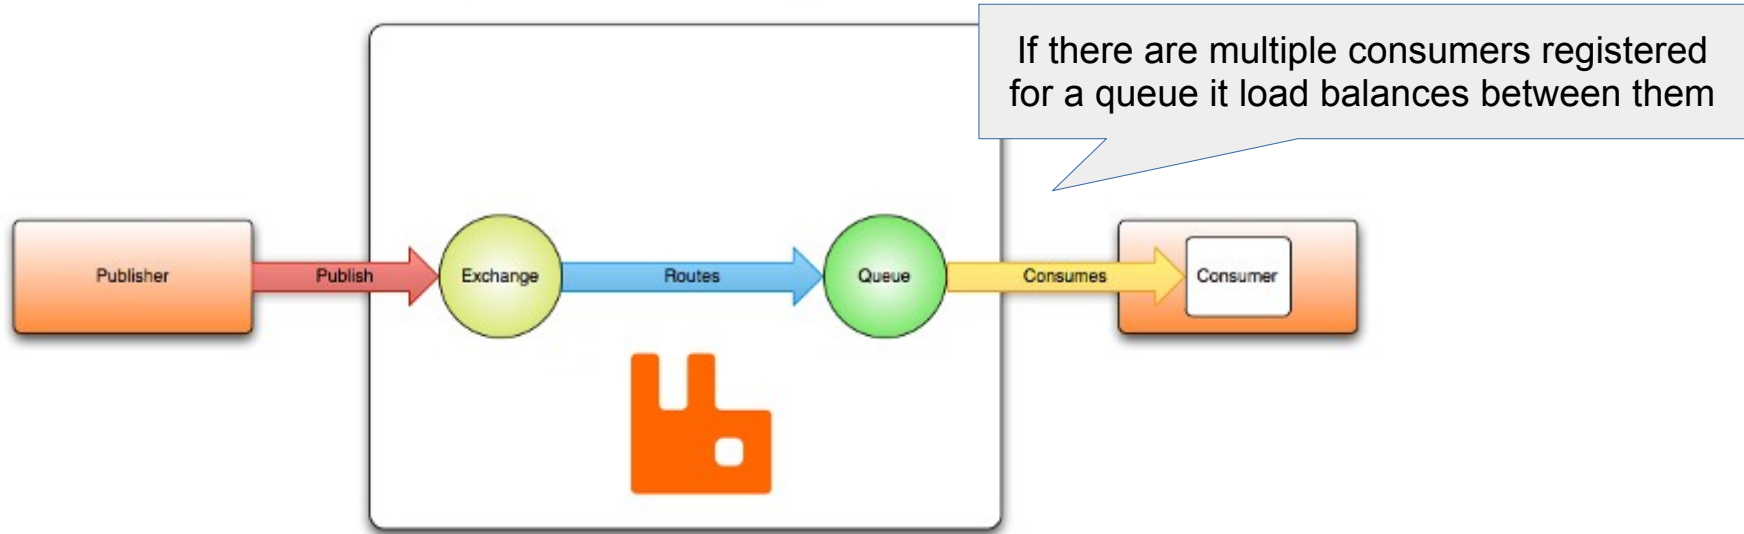 If there are multiple consumers registered
for a queue it load balances between them
Publisher
Publish
Exchange
Routes
Queue
Consumes
Consumer